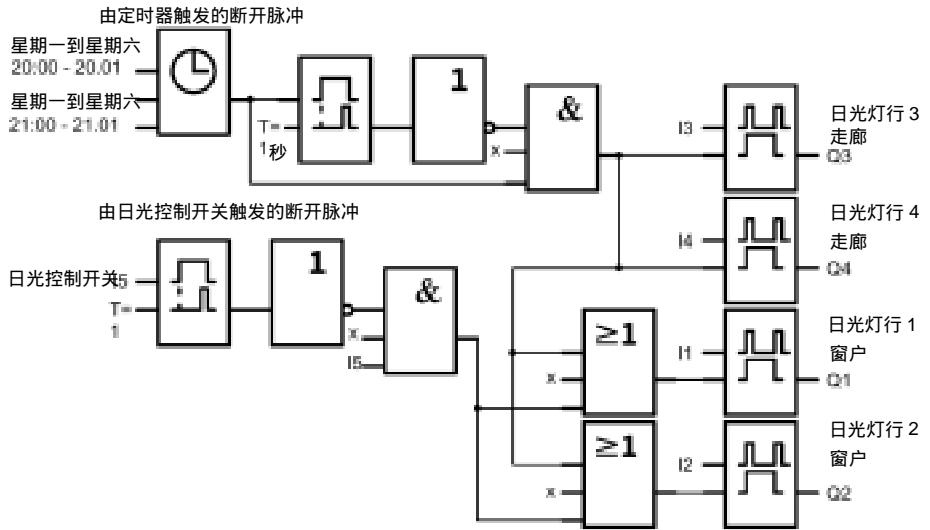 由定时器触发的断开脉冲
星期一到星期六
20:00 - 20.01
星期一到星期六
21:00 - 21.01
T=
1秒
1
x
&
I3
Q3
日光灯行 3
走廊
由日光控制开关触发的断开脉冲
日光控制开关 I5
T=
1
1
x
I5
&
I4
Q4
日光灯行 4
走廊
≥1
x
I1
Q1
日光灯行 1
窗户
≥1
x
I2
Q2
日光灯行 2
窗户